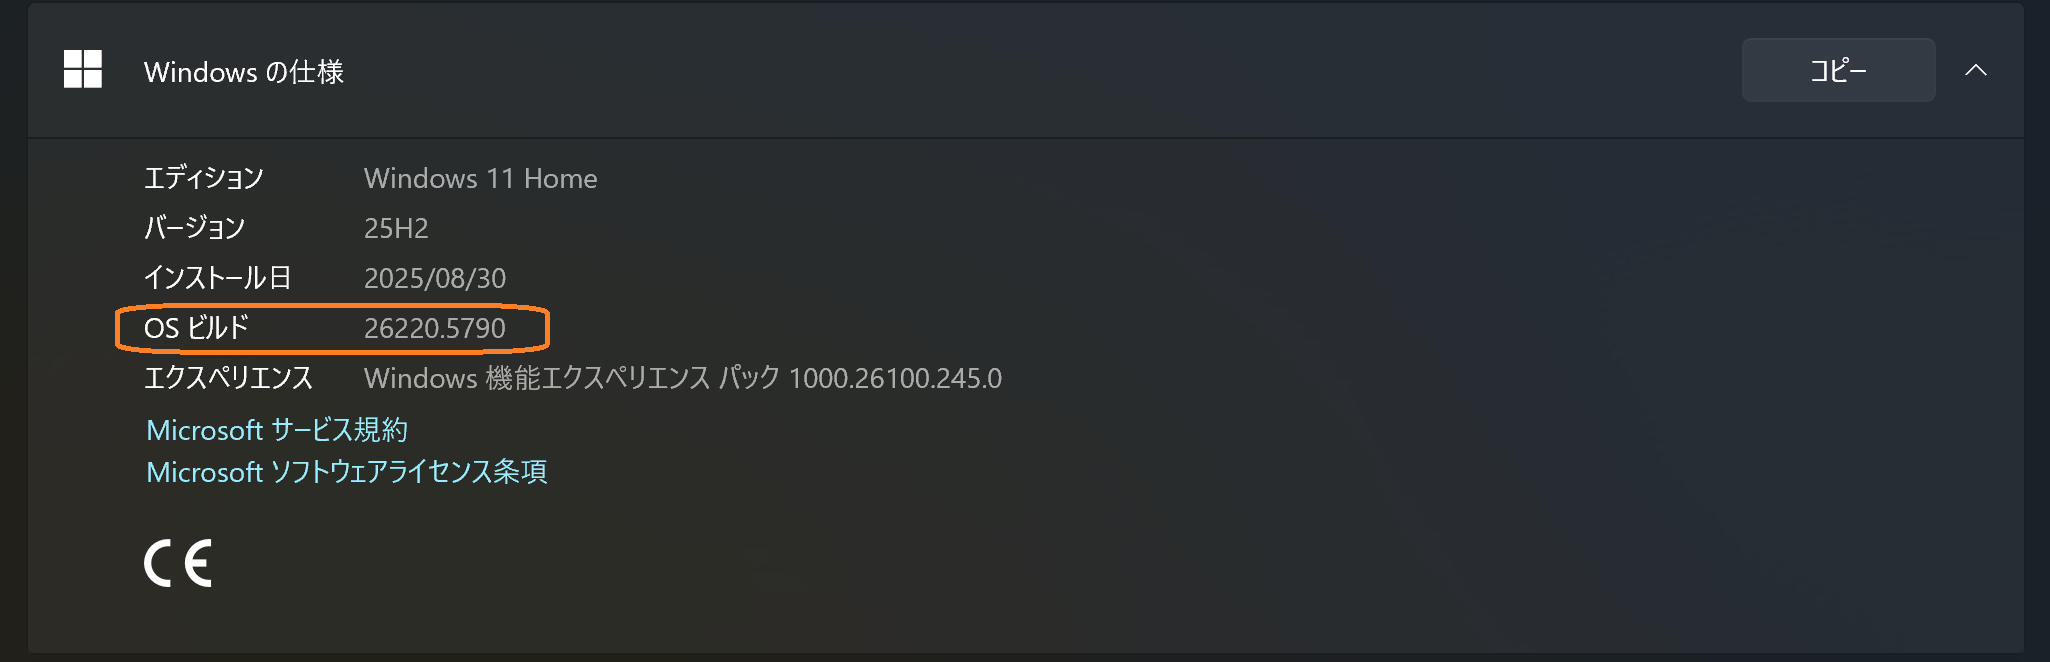 Windows の仕様
コピー
エディション Windows 11 Home
バージョン 25H2
インストール日 2025/08/30
OS ビルド 26220.5790
エクスペリエンス Windows 機能エクスペリエンス パック 1000.26100.245.0
Microsoft サービス規約
Microsoft ソフトウェアライセンス条項
CE